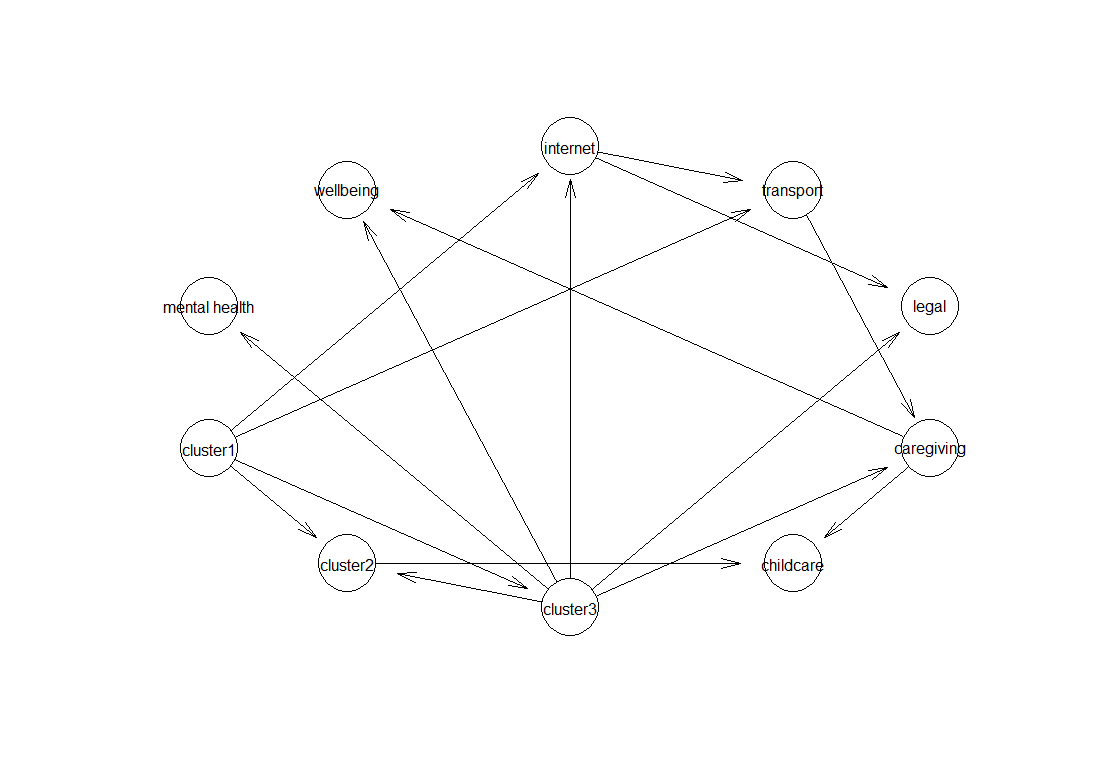 internet
wellbeing
transport
mental health
legal
cluster1
caregiving
cluster2
childcare
cluster3